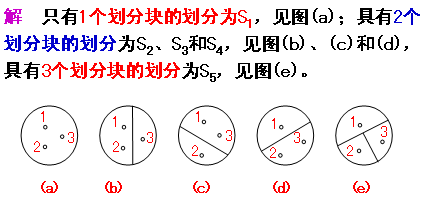 解 只有1个划分块的划分为S₁，见图(a)；具有2个
划分块的划分为S₂、S₃和S₄，见图(b)、(c)和(d)，
具有3个划分块的划分为S₅，见图(e)。
1 1 1 1 1
2 3 2 3 2 3 2 3 2 3
(a) (b) (c) (d) (e)